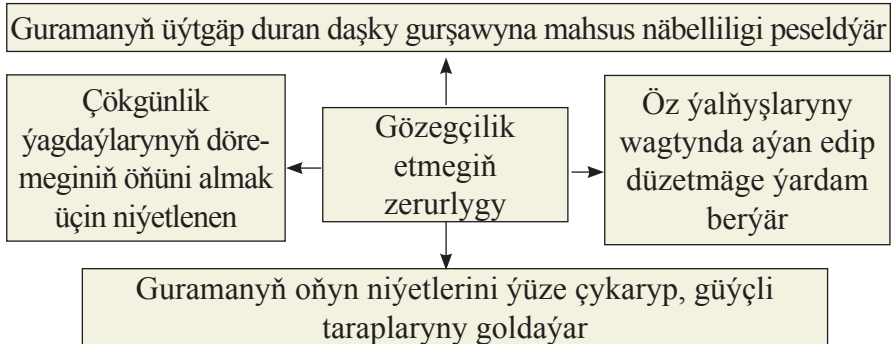 Guramanyň üýtgäp duran daşky gurşawyna mahsus näbelliligi peseldýär
Çökgünlik
ýagdaýlarynyň döre-
meginiň öňüni almak
üçin niýetlenen
Gözegçilik
etmegiň
zerurlygy
Öz ýalňyşlaryny
wagtynda aýan edip
düzetmäge ýardam
berýär
Guramanyň oňyn niýetlerini ýüze çykaryp, güýçli
taraplaryny goldaýar